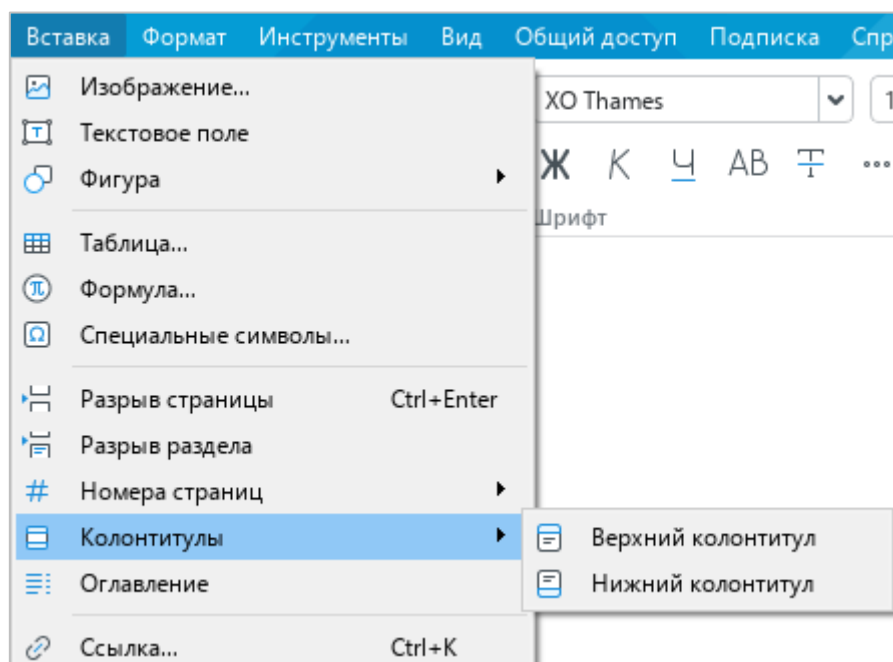 Вставка Формат Инструменты Вид Общий доступ Подписка Спр
Изображение...
XO Thames 1
Текстовое поле
Ж К Ч АВ Т
Фигура
Шрифт
Таблица...
Формула...
Специальные символы...
Разрыв страницы Ctrl+Enter
Разрыв раздела
Номера страниц
Колонтитулы
Верхний колонтитул
Оглавление
Нижний колонтитул
Ссылка... Ctrl+K